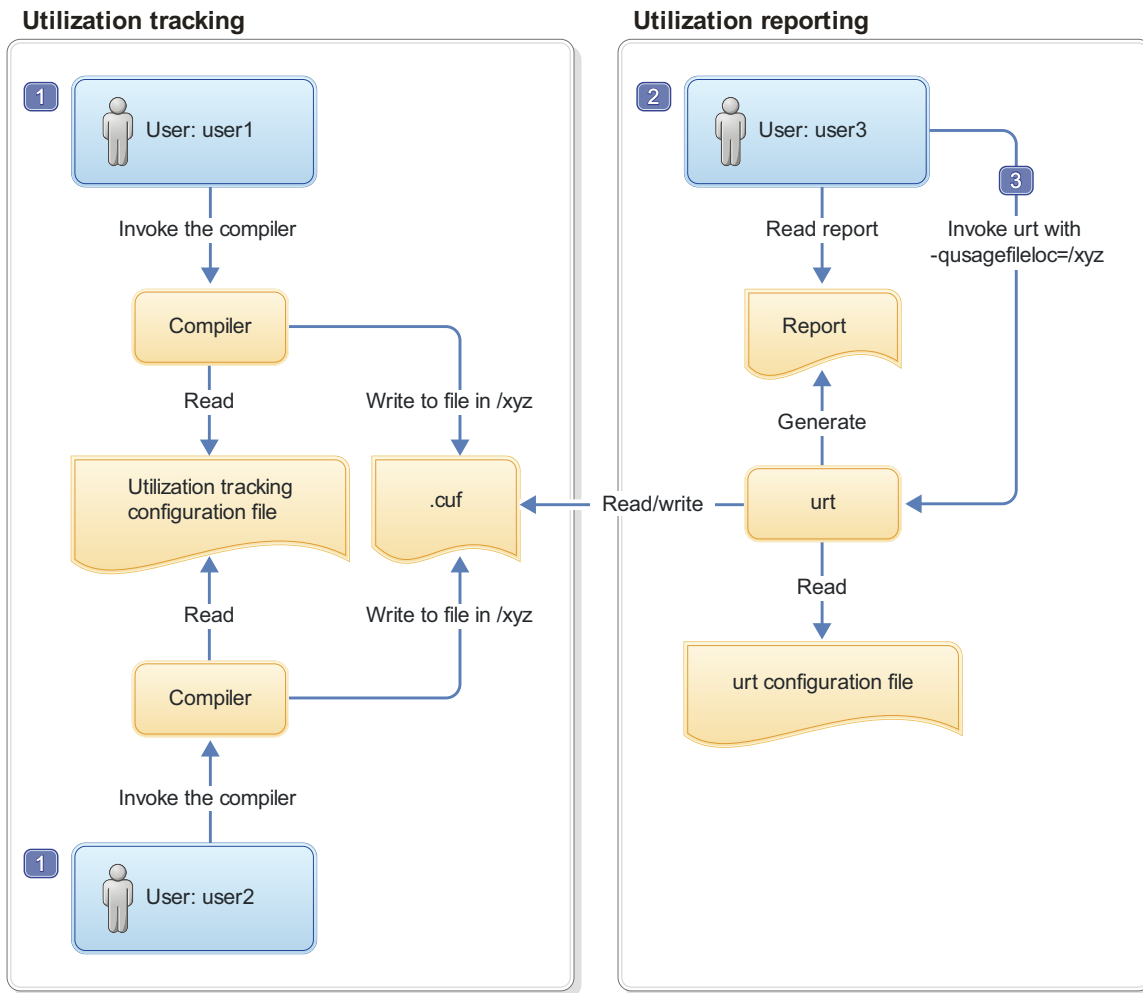 Utilization tracking
1
User: user1
Invoke the compiler
Compiler
Read
Write to file in /xyz
Utilization tracking
configuration file
.cuf
Read
Write to file in /xyz
Compiler
Invoke the compiler
1
User: user2
Utilization reporting
2
User: user3
3
Read report
Invoke urt with
-qusagefileloc=/xyz
Report
Generate
Read/write
urt
Read
urt configuration file